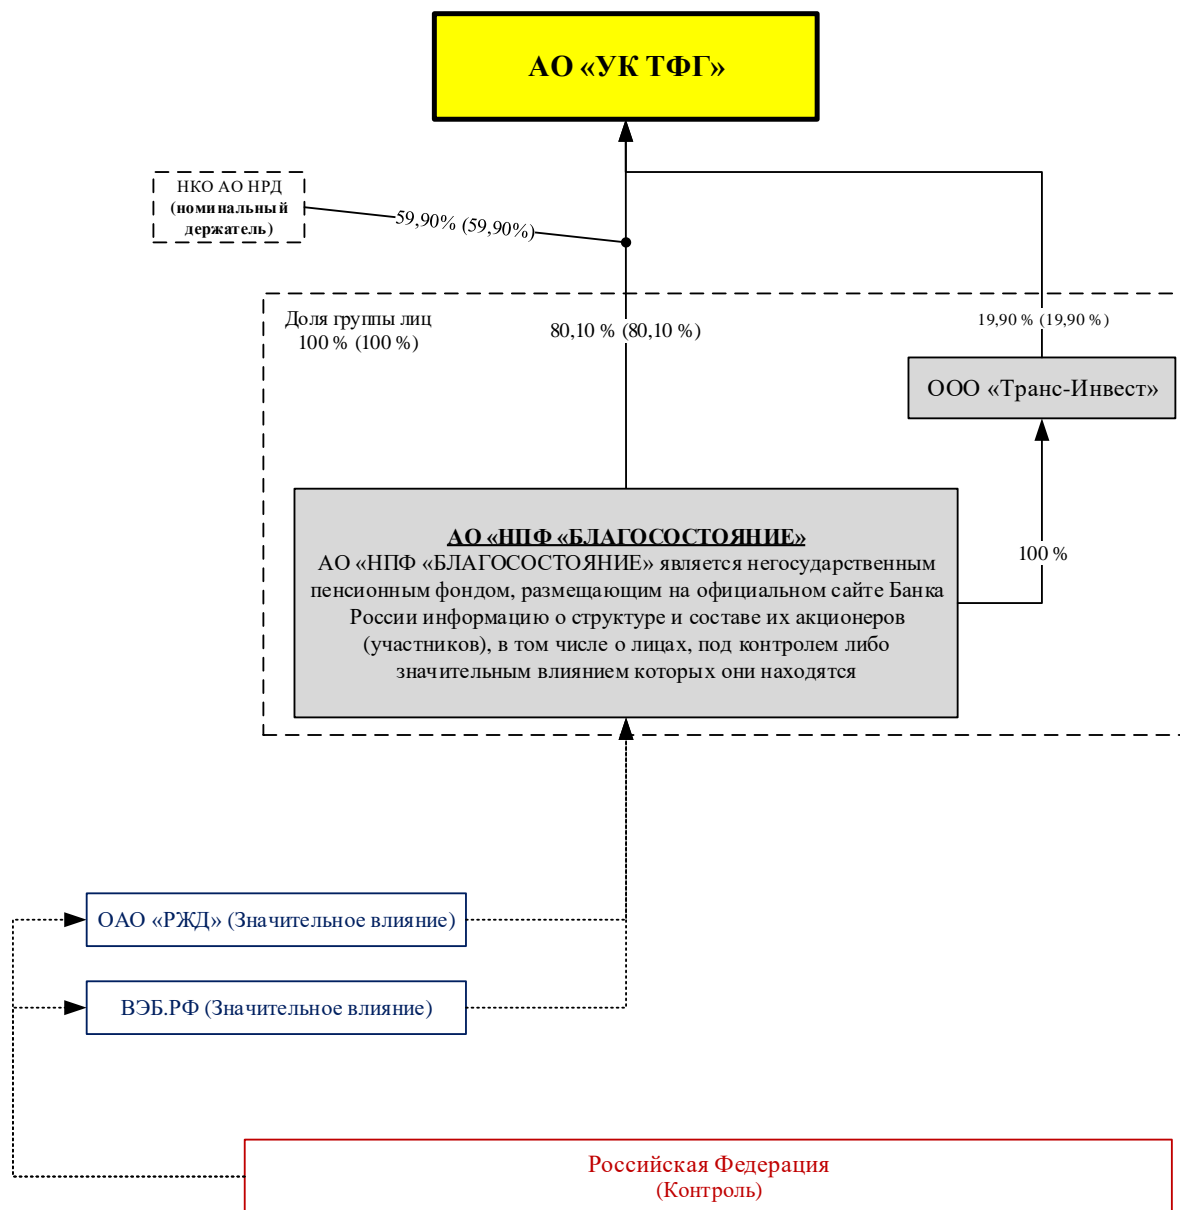 АО «УК ТФГ»
НКО АО НРД
(номинальный
держатель)
59,90% (59,90%)
Доля группы лиц
100 % (100 %)
80,10 % (80,10 %)
19,90 % (19,90 %)
ООО «Транс-Инвест»
АО «НПФ «БЛАГОСОСТОЯНИЕ»
АО «НПФ «БЛАГОСОСТОЯНИЕ» является негосударственным
пенсионным фондом, размещающим на официальном сайте Банка
России информацию о структуре и составе их акционеров
(участников), в том числе о лицах, под контролем либо
значительным влиянием которых они находятся
100 %
ОАО «РЖД» (Значительное влияние)
ВЭБ.РФ (Значительное влияние)
Российская Федерация
(Контроль)